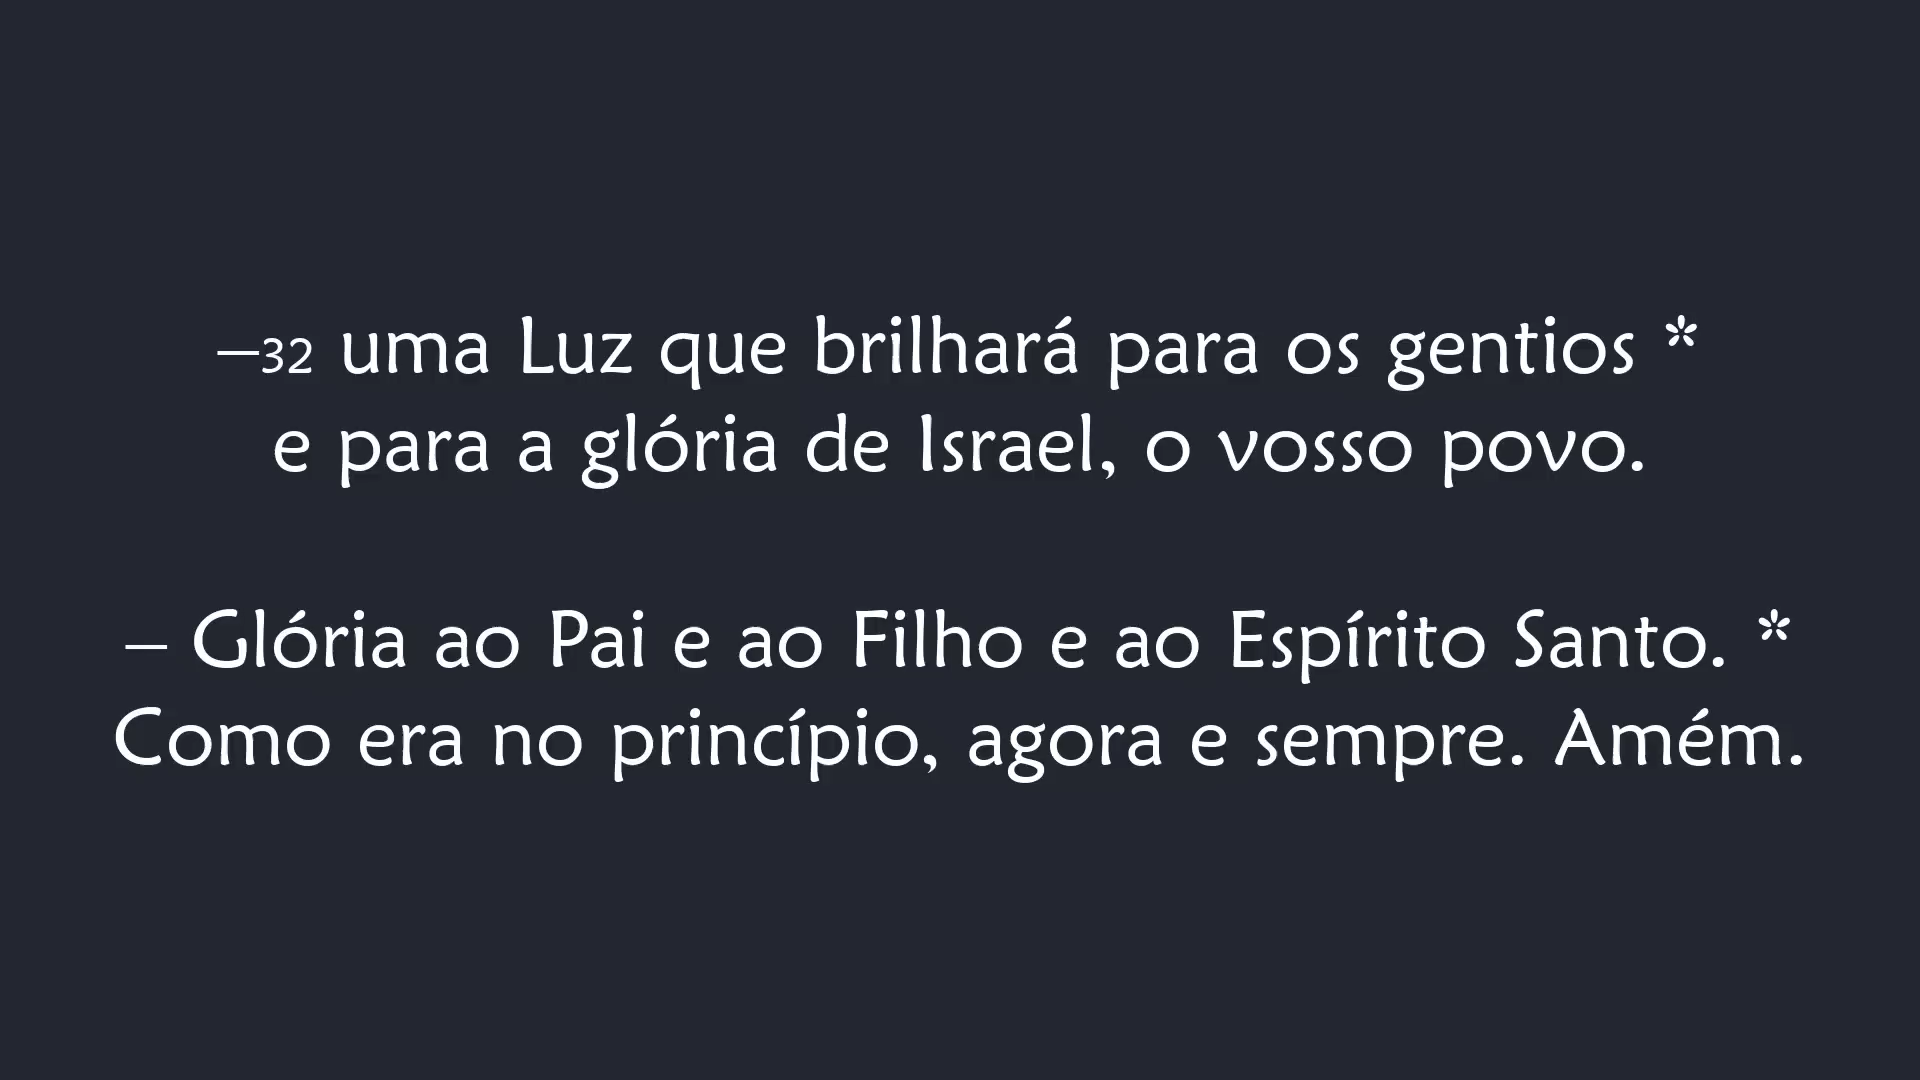 –32 uma Luz que brilhará para os gentios *
e para a glória de Israel, o vosso povo.
– Glória ao Pai e ao Filho e ao Espírito Santo. *
Como era no princípio, agora e sempre. Amém.